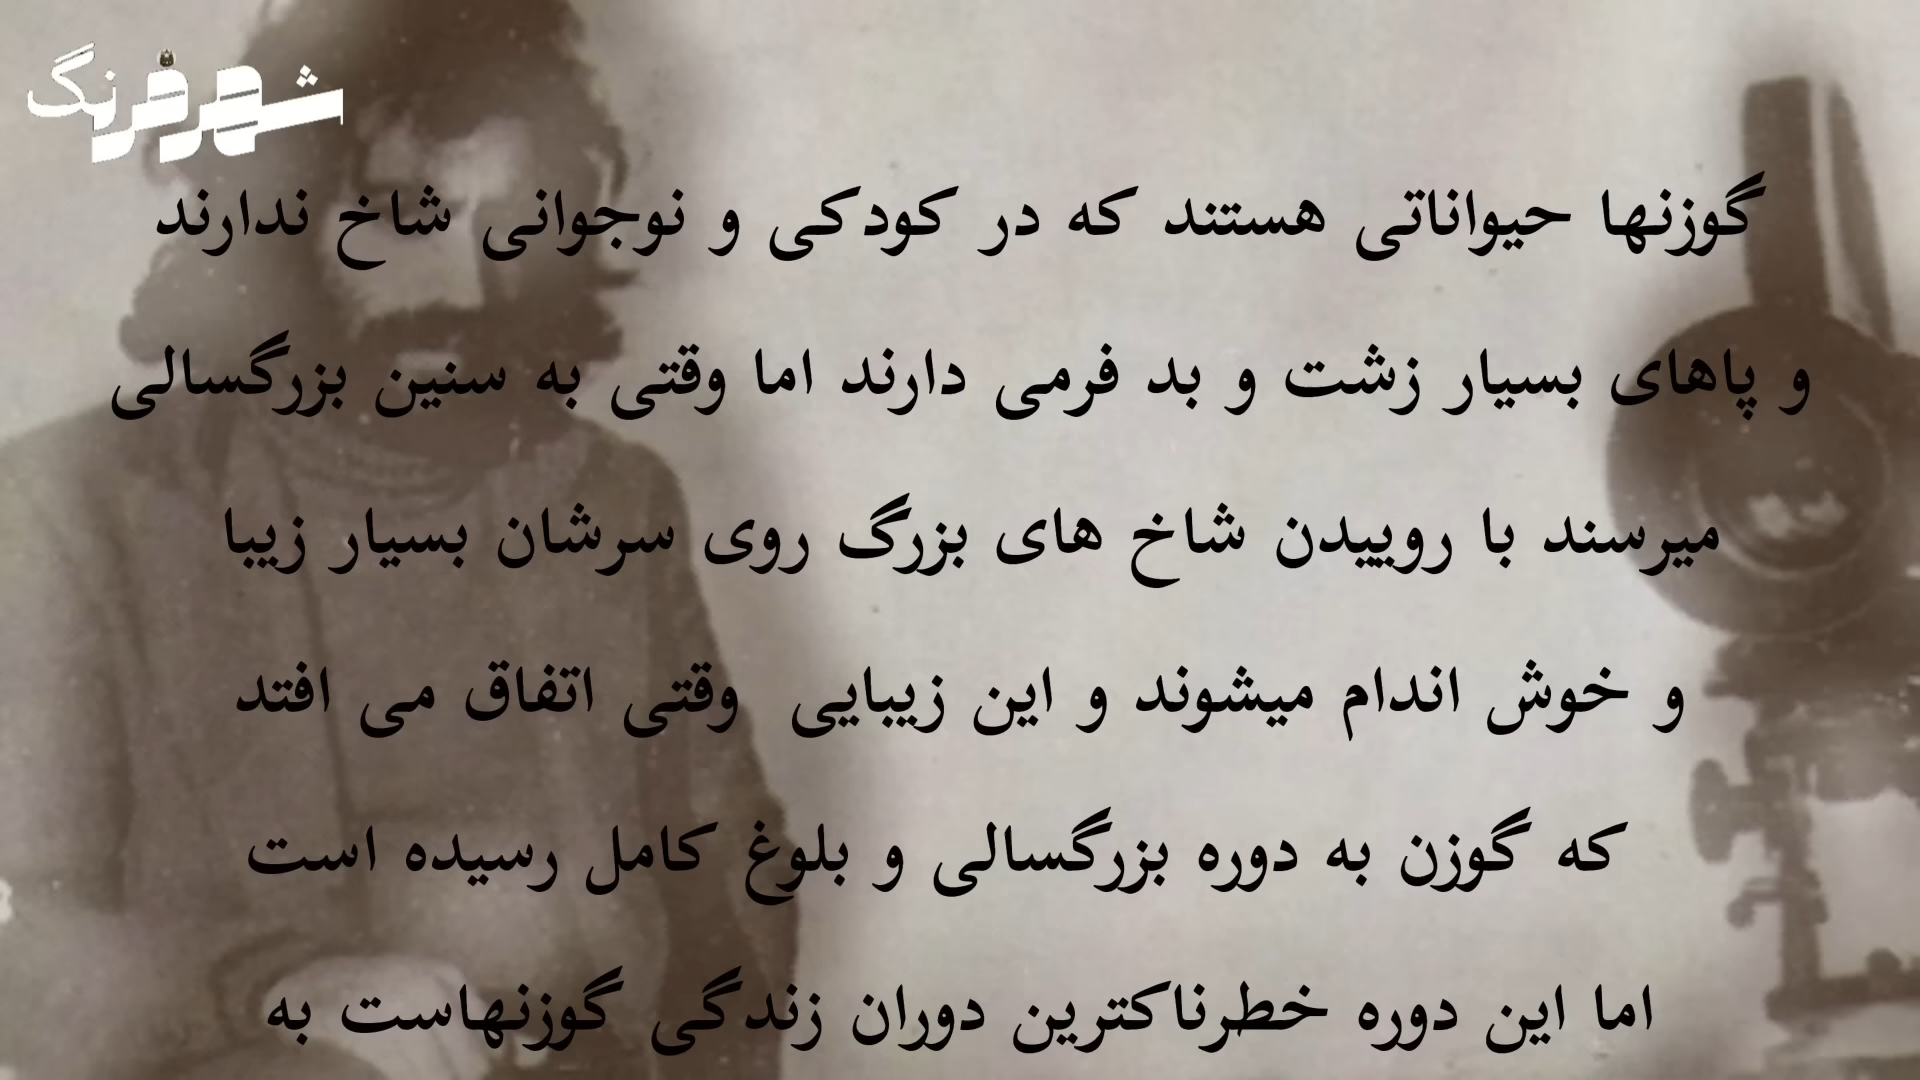 شهر فرنگ
گوزنها حیواناتی هستند که در کودکی و نوجوانی شاخ ندارند
و پاهای بسیار زشت و بد فرمی دارند اما وقتی به سنین بزرگسالی
میرسند با روییدن شاخ های بزرگ روی سرشان بسیار زیبا
و خوش اندام میشوند و این زیبایی وقتی اتفاق می افتد
که گوزن به دوره بزرگسالی و بلوغ کامل رسیده است
اما این دوره خطرناکترین دوران زندگی گوزنهاست به